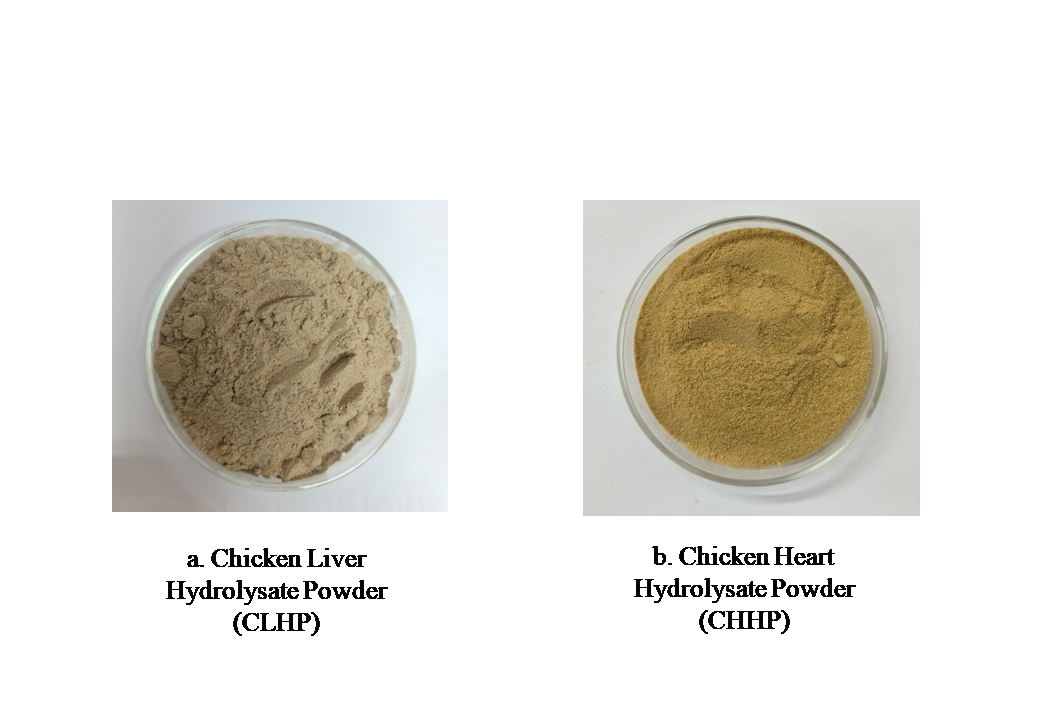 a. Chicken Liver
Hydrolysate Powder
(CLHP)
b. Chicken Heart
Hydrolysate Powder
(CHHP)